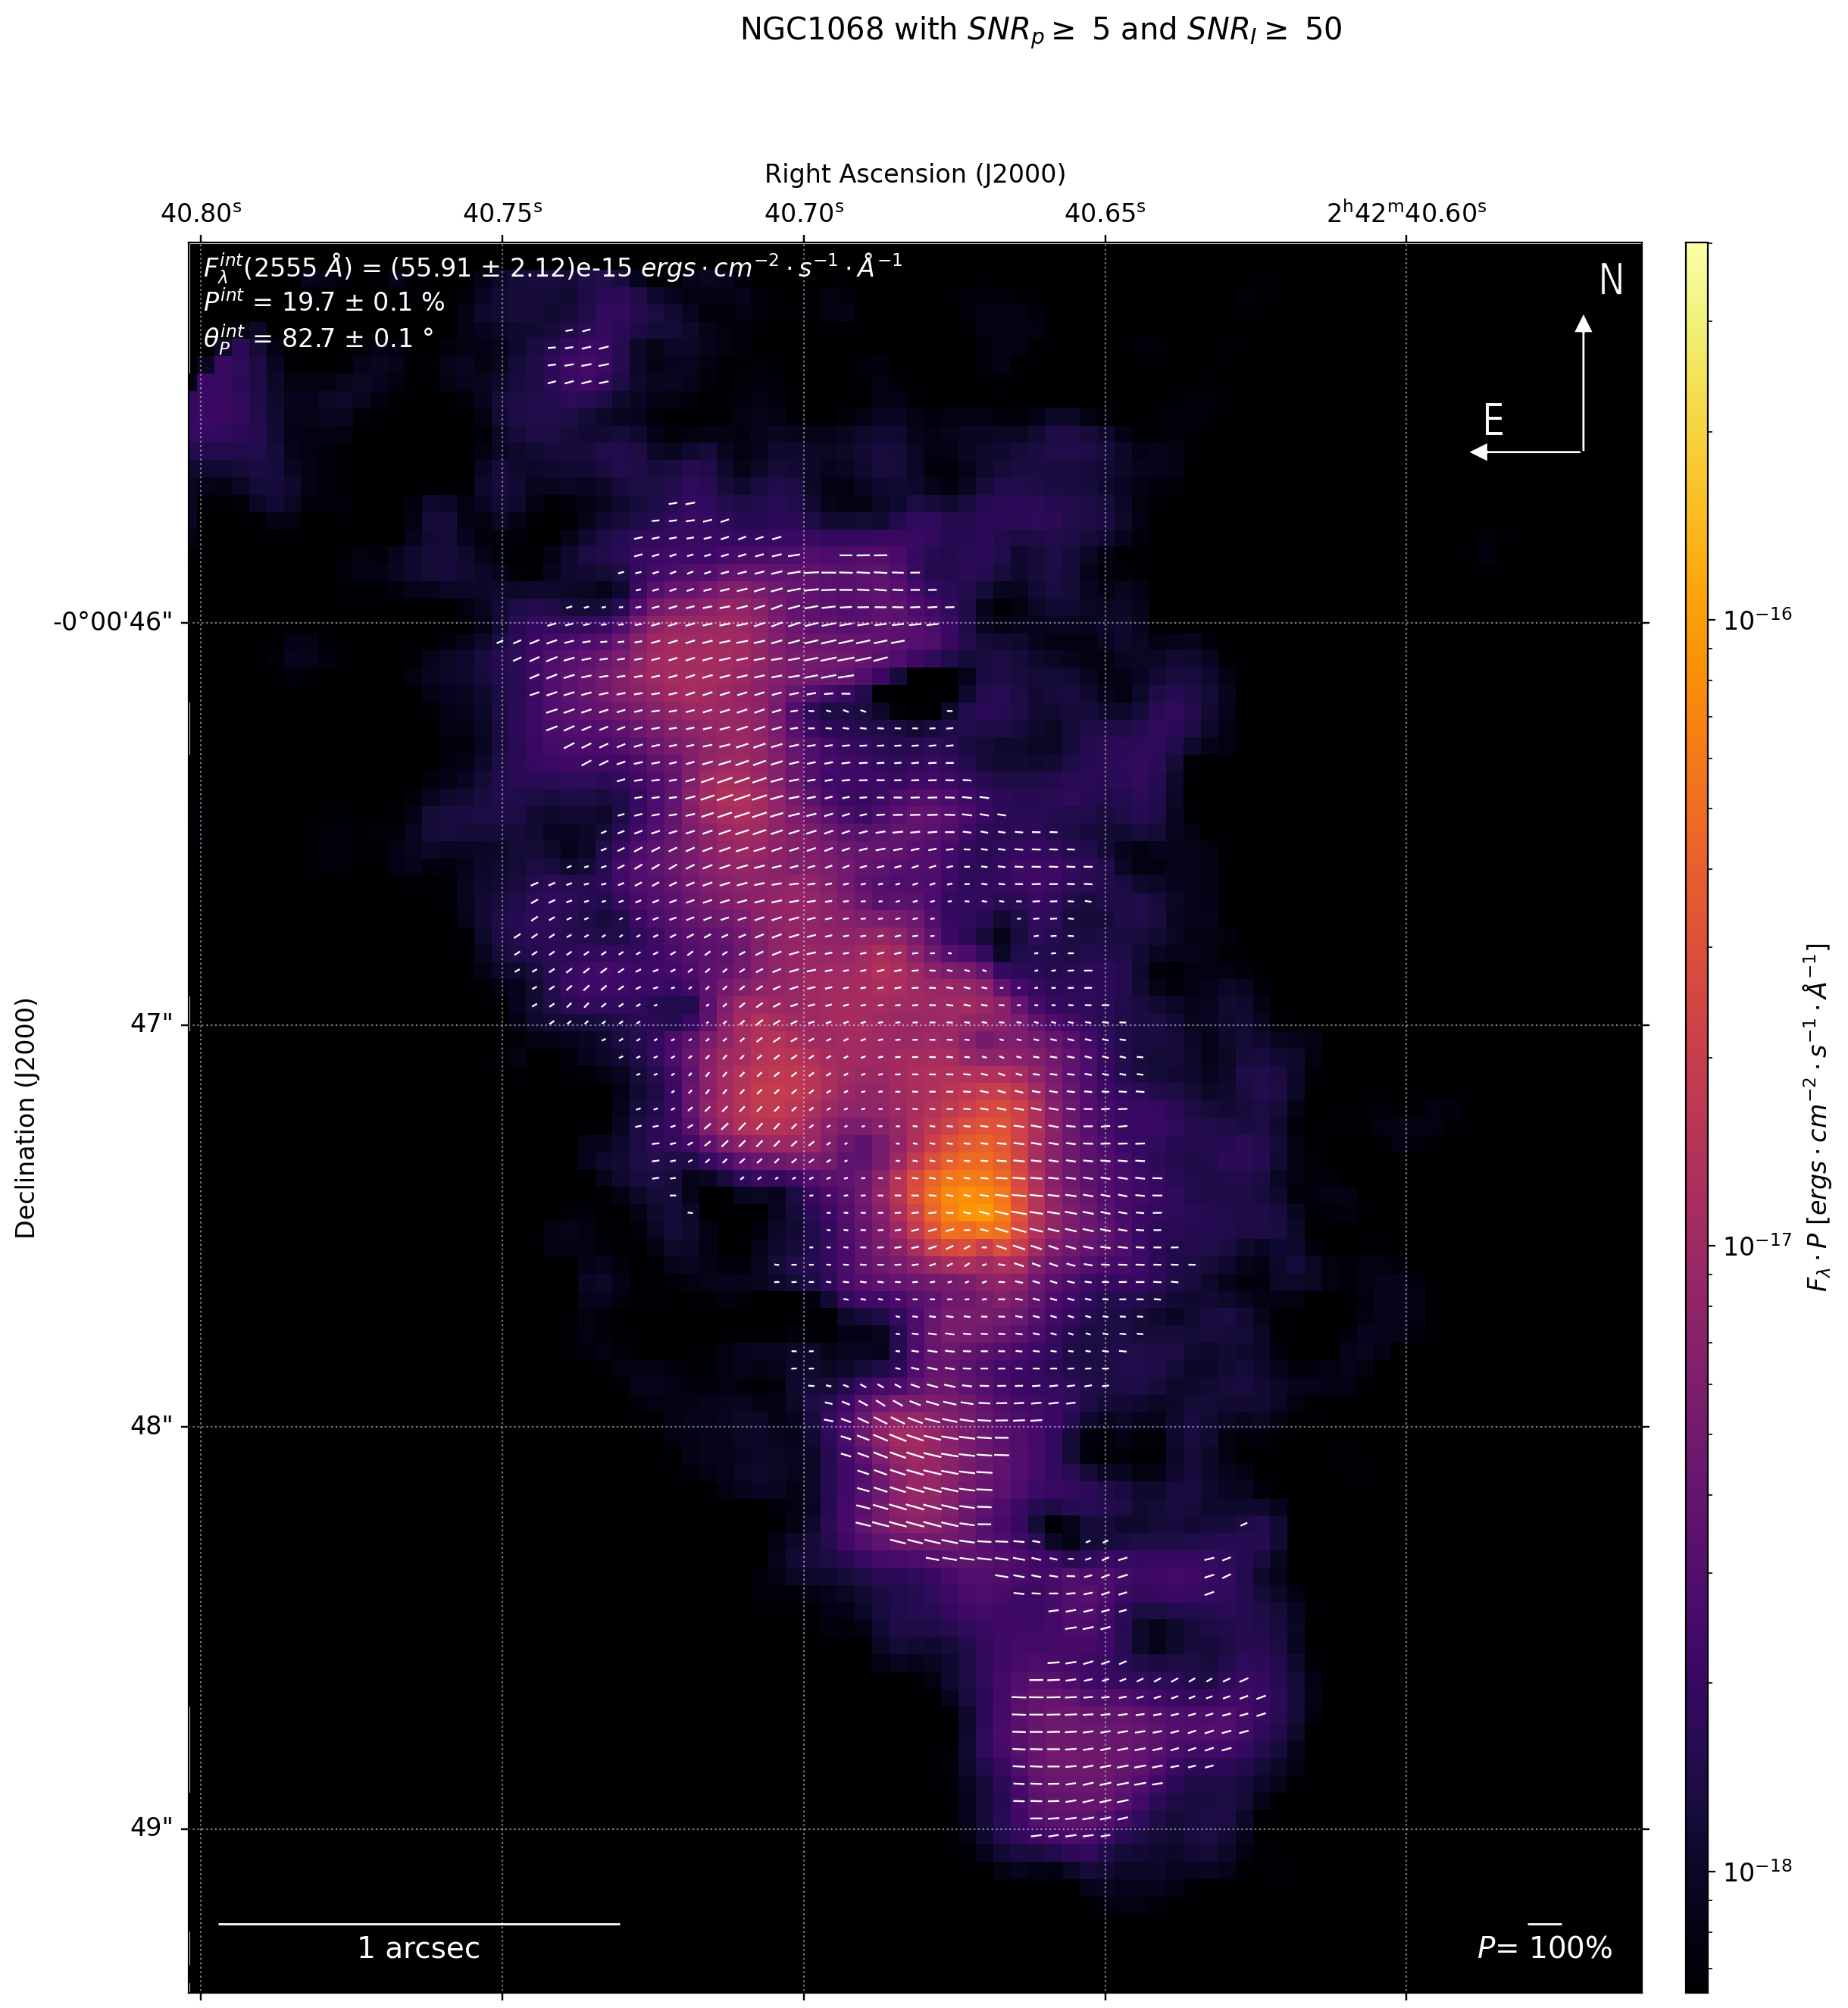 NGC1068 with SNR_p ≥ 5 and SNR_I ≥ 50
Right Ascension (J2000)
40.80ˢ 40.75ˢ 40.70ˢ 40.65ˢ 2ʰ42ᵐ40.60ˢ
F_λ^int(2555 Å) = (55.91 ± 2.12)e-15 ergs · cm⁻² · s⁻¹ · Å⁻¹
P^int = 19.7 ± 0.1 %
θ_P^int = 82.7 ± 0.1 °
N
E
-0°00'46"
47"
48"
49"
Declination (J2000)
1 arcsec
P= 100%
10⁻¹⁶
10⁻¹⁷
10⁻¹⁸
F_λ · P [ergs · cm⁻² · s⁻¹ · Å⁻¹]